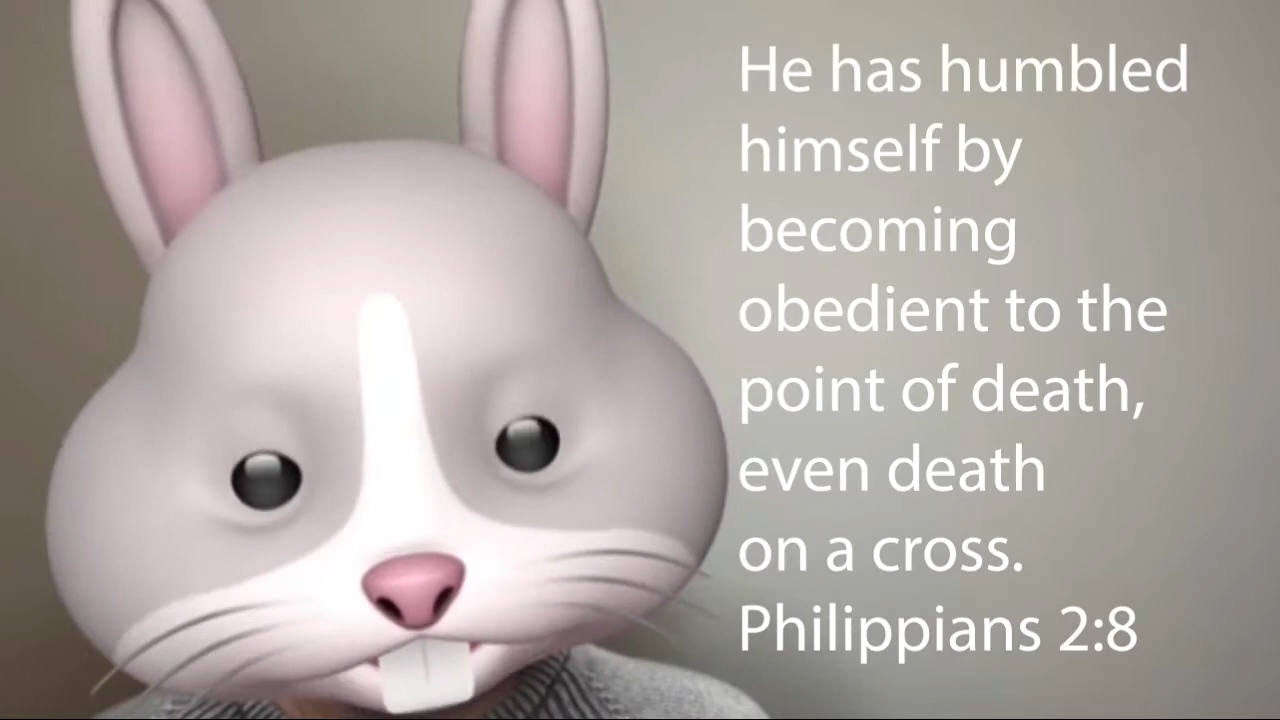 He has humbled
himself by
becoming
obedient to the
point of death,
even death
on a cross.
Philippians 2:8